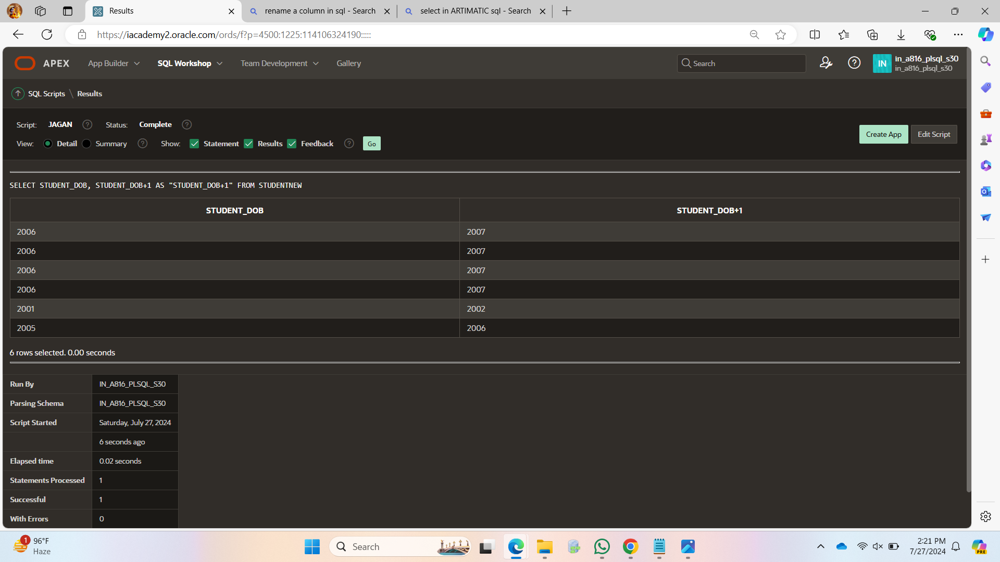 Results
rename a column in sql - Search
select in ARTIMATIC sql - Search
https://iacademy2.oracle.com/ords/f?p=4500:1225:114106324190:::::
APEX App Builder SQL Workshop Team Development Gallery Search IN in_a816_plsql_s30
in_a816_plsql_s30
SQL Scripts \ Results
Script: JAGAN ? Status: Complete ?
View: Detail Summary ? Show: Statement Results Feedback ? Go
Create App Edit Script
SELECT STUDENT_DOB, STUDENT_DOB+1 AS "STUDENT_DOB+1" FROM STUDENTNEW
STUDENT_DOB STUDENT_DOB+1
2006 2007
2006 2007
2006 2007
2006 2007
2001 2002
2005 2006
6 rows selected. 0.00 seconds
Run By IN_A816_PLSQL_S30
Parsing Schema IN_A816_PLSQL_S30
Script Started Saturday, July 27, 2024
6 seconds ago
Elapsed time 0.02 seconds
Statements Processed 1
Successful 1
With Errors 0
1 96°F
Haze
Search
2:21 PM
7/27/2024
PRE